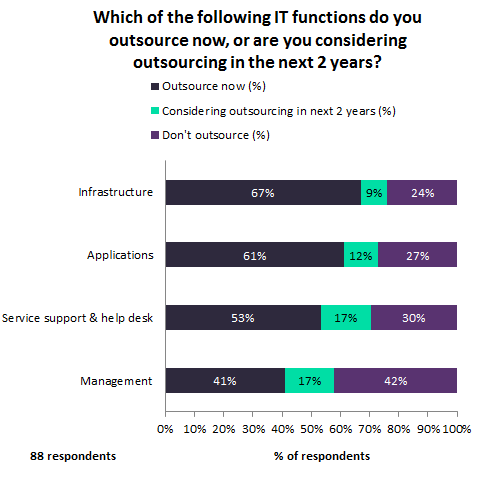 Which of the following IT functions do you
outsource now, or are you considering
outsourcing in the next 2 years?
Outsource now (%)
Considering outsourcing in next 2 years (%)
Don't outsource (%)
Infrastructure 67% 9% 24%
Applications 61% 12% 27%
Service support & help desk 53% 17% 30%
Management 41% 17% 42%
0% 10% 20% 30% 40% 50% 60% 70% 80% 90% 100%
88 respondents % of respondents